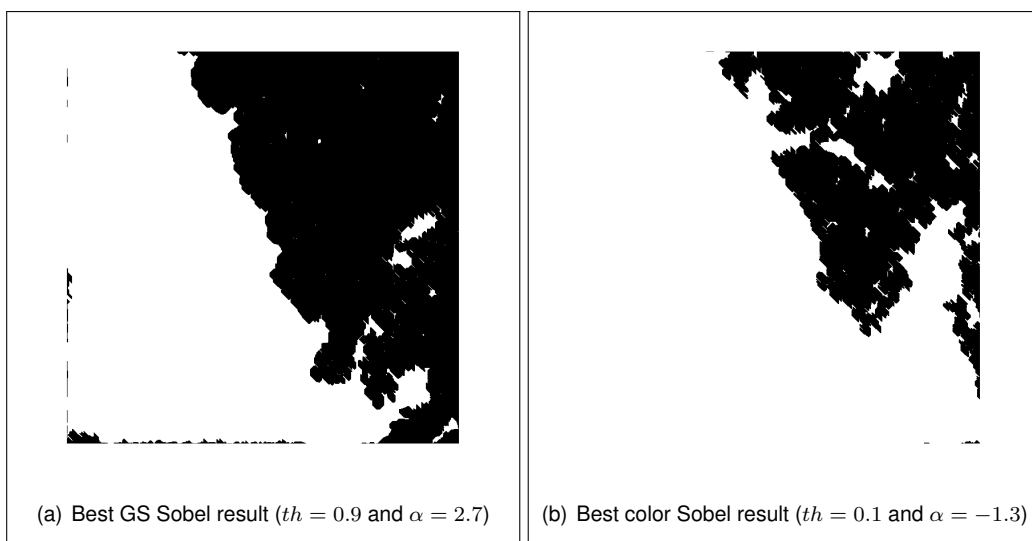 (a) Best GS Sobel result (th = 0.9 and α = 2.7)
(b) Best color Sobel result (th = 0.1 and α = −1.3)